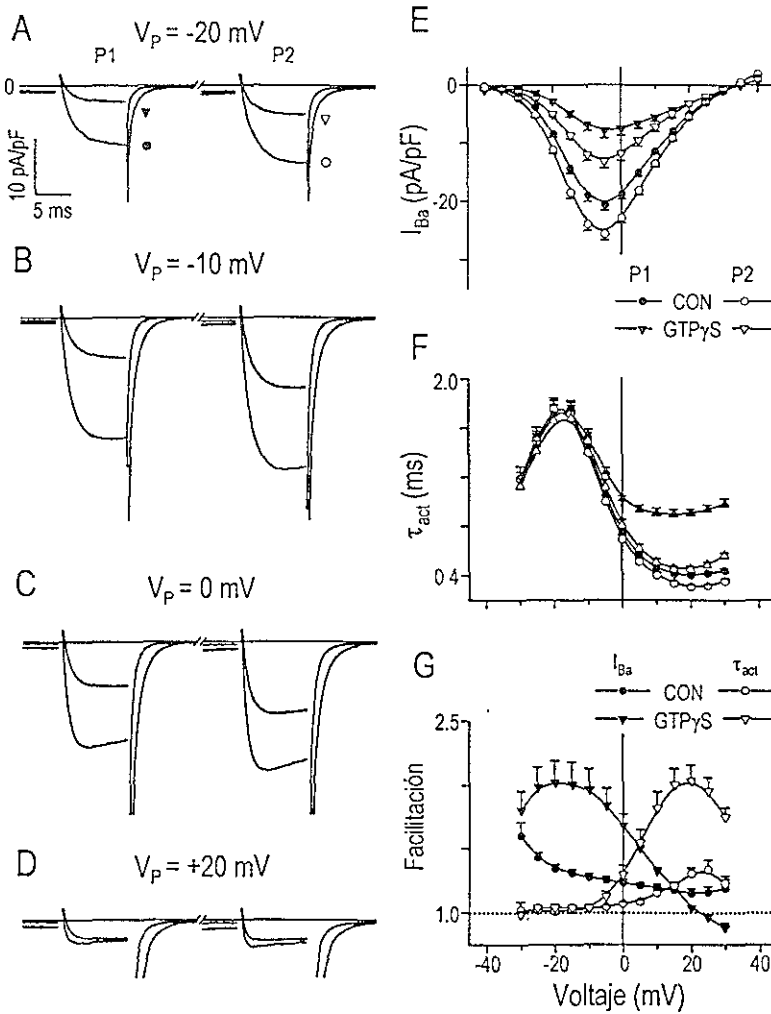 A
V_P = -20 mV
P1
P2
0
10 pA/pF
5 ms
B
V_P = -10 mV
C
V_P = 0 mV
D
V_P = +20 mV
E
0
-20
I_Ba (pA/pF)
P1 P2
CON
GTPγS
F
2.0
0.4
τ_act (ms)
G
I_Ba τ_act
CON
GTPγS
2.5
1.0
Facilitación
-40 -20 0 20 40
Voltaje (mV)